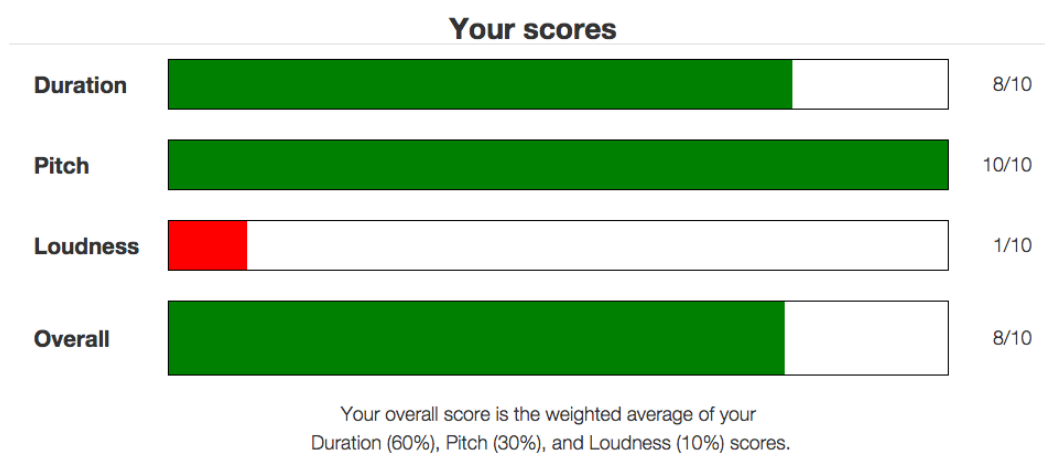 Your scores
Duration 8/10
Pitch 10/10
Loudness 1/10
Overall 8/10
Your overall score is the weighted average of your
Duration (60%), Pitch (30%), and Loudness (10%) scores.